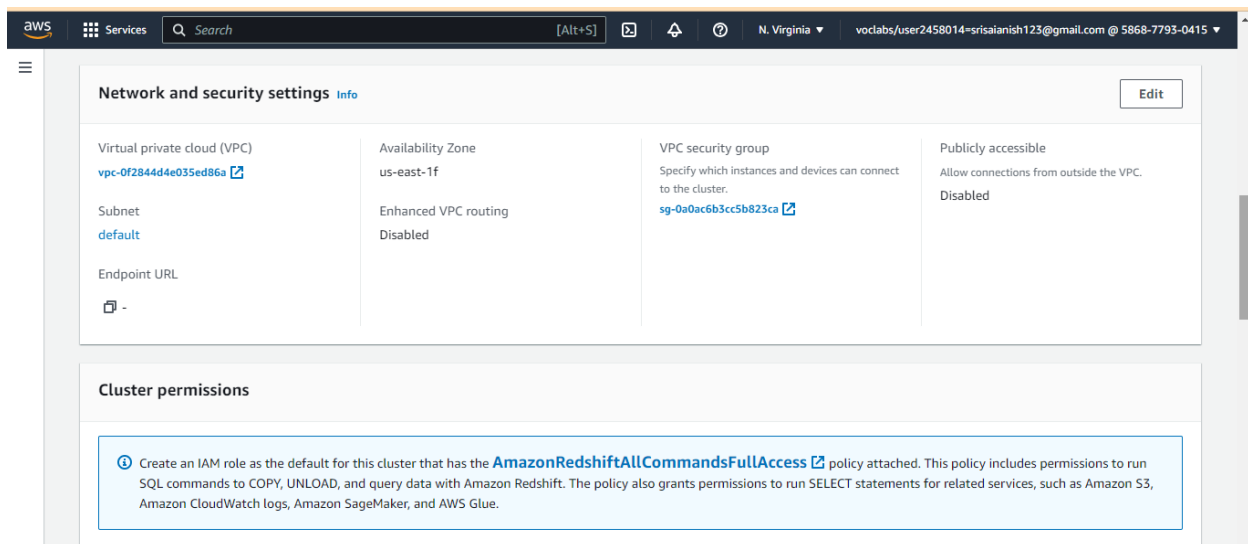 aws Services Search [Alt+S] N. Virginia ▼ voclabs/user2458014=srisaianish123@gmail.com @ 5868-7793-0415 ▼
Network and security settings Info
Edit
Virtual private cloud (VPC)
vpc-0f2844d4e035ed86a
Subnet
default
Endpoint URL
-
Availability Zone
us-east-1f
Enhanced VPC routing
Disabled
VPC security group
Specify which instances and devices can connect
to the cluster.
sg-0a0ac6b3cc5b823ca
Publicly accessible
Allow connections from outside the VPC.
Disabled
Cluster permissions
Create an IAM role as the default for this cluster that has the AmazonRedshiftAllCommandsFullAccess policy attached. This policy includes permissions to run
SQL commands to COPY, UNLOAD, and query data with Amazon Redshift. The policy also grants permissions to run SELECT statements for related services, such as Amazon S3,
Amazon CloudWatch logs, Amazon SageMaker, and AWS Glue.